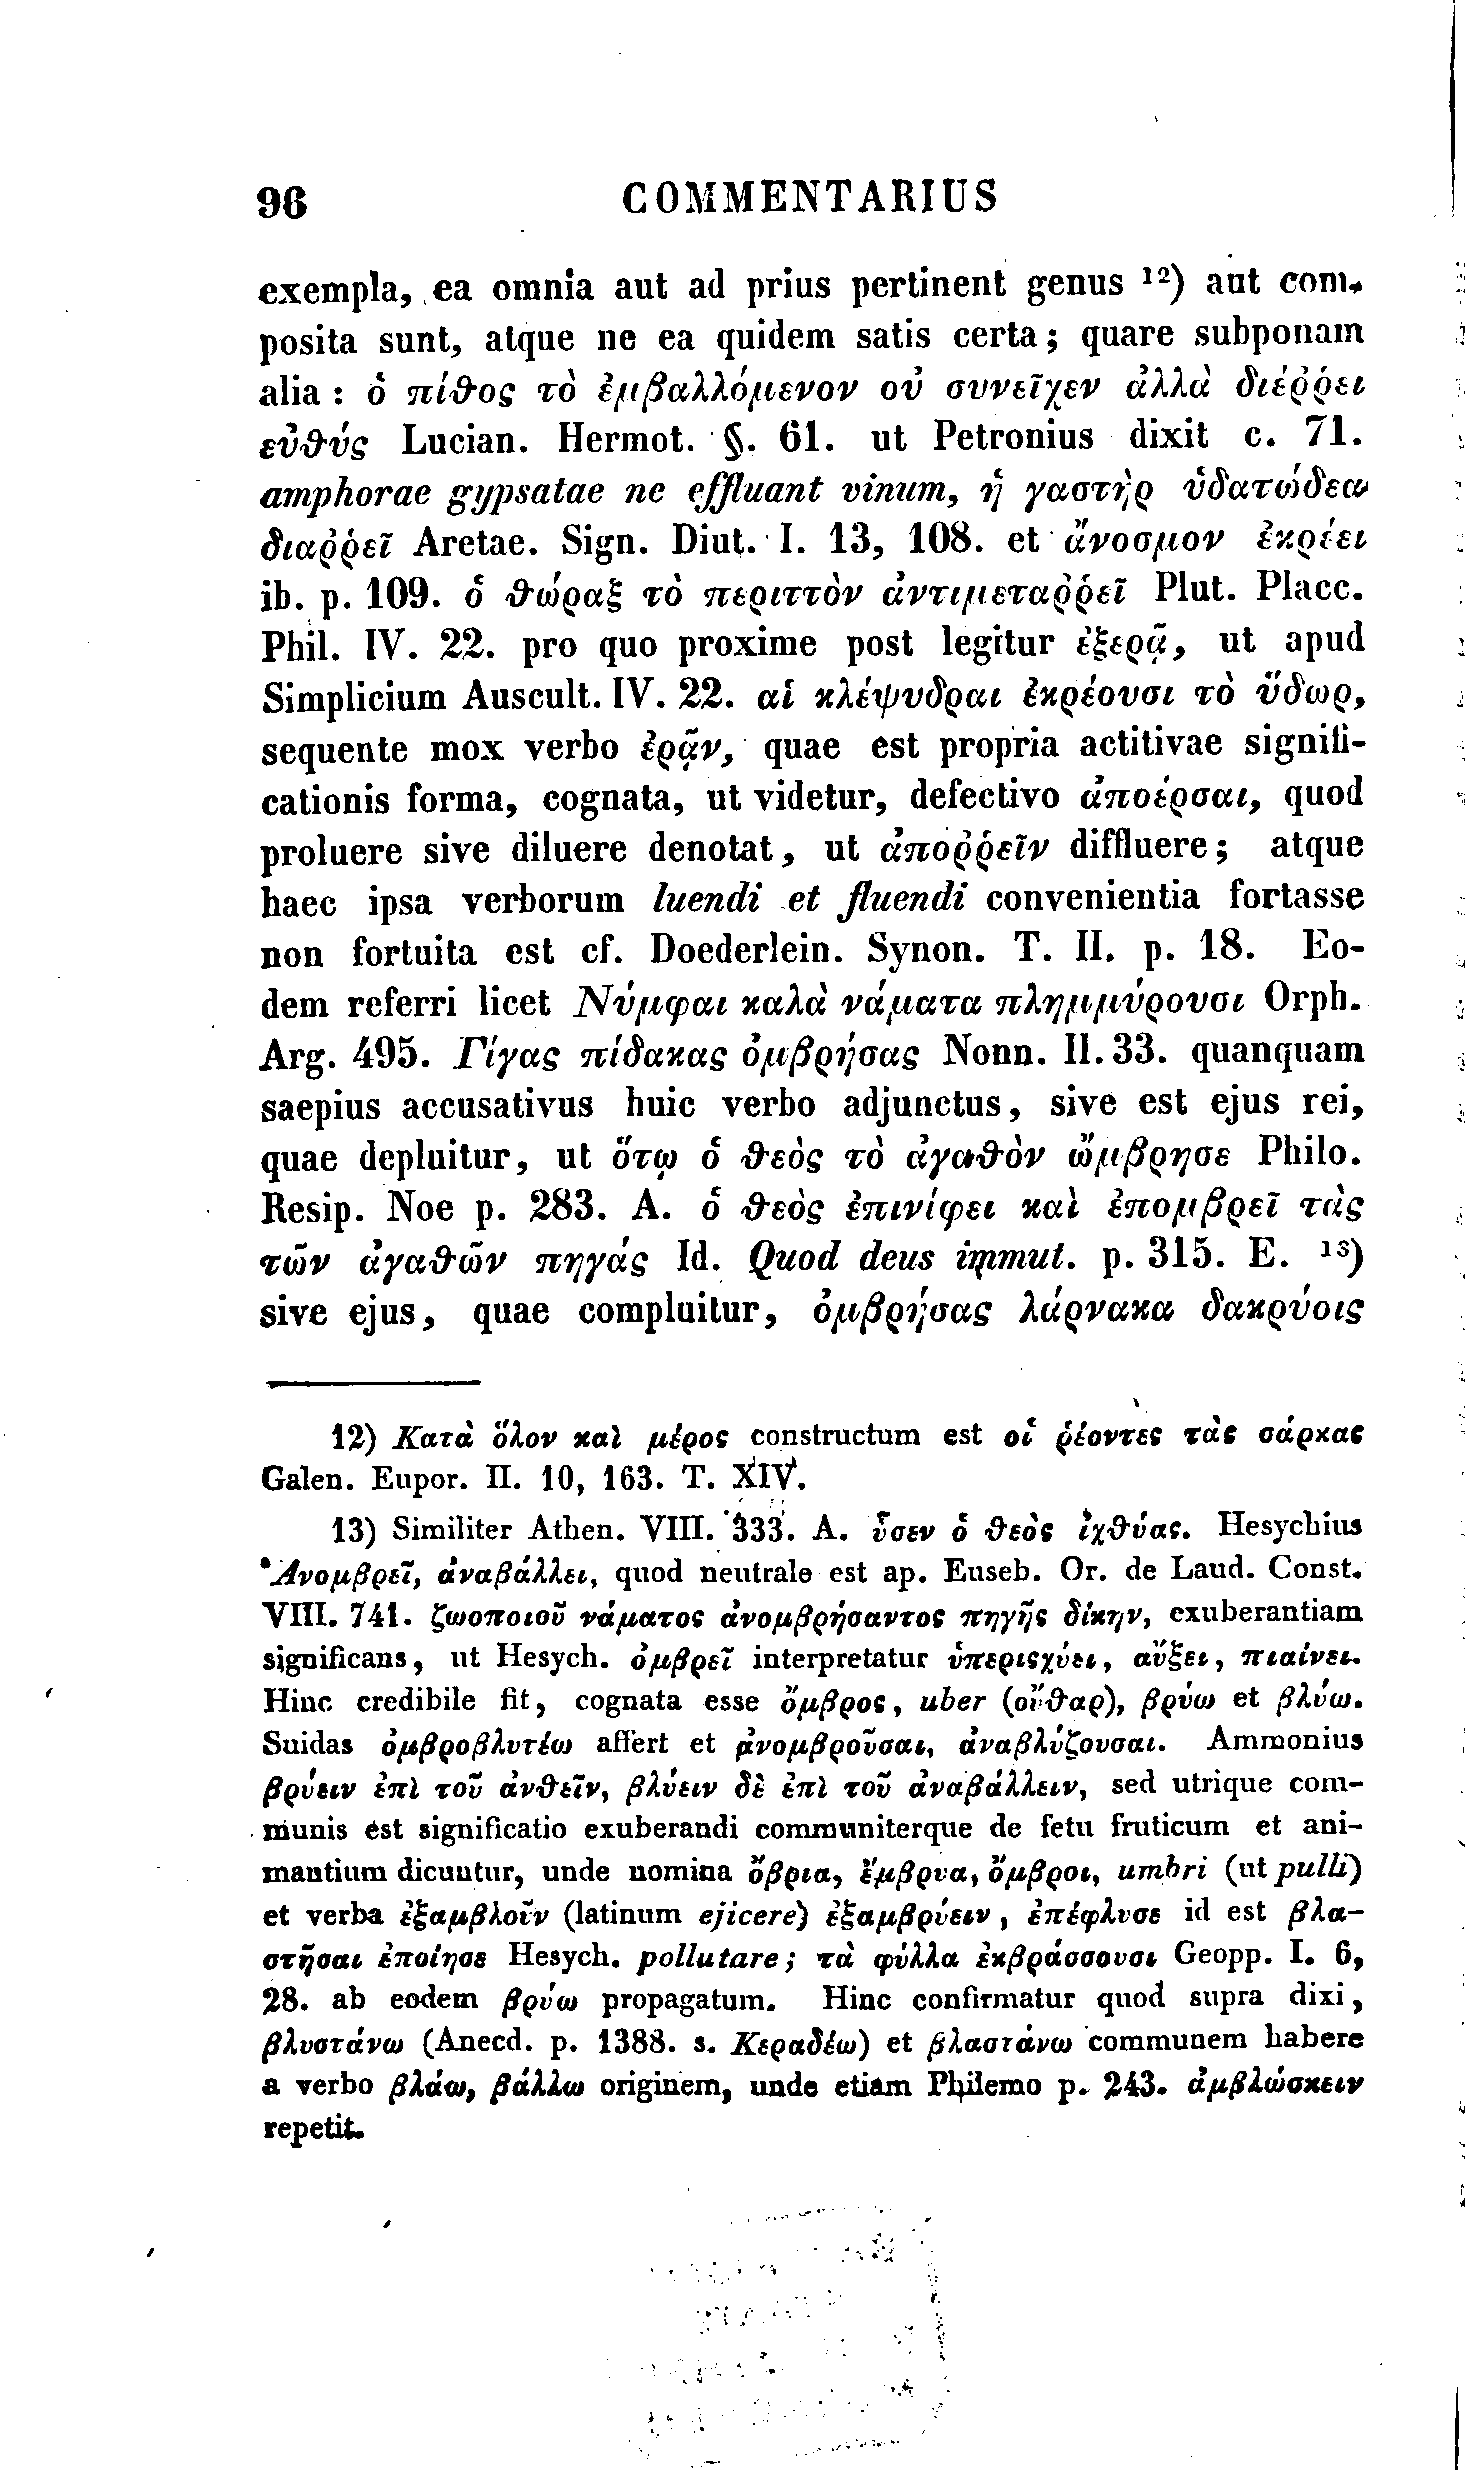 96 COMMENTARIUS
exempla, ea omnia aut ad prius pertinent genus ¹²) aut com-
posita sunt, atque ne ea quidem satis certa; quare subponam
alia: ὁ πίθος τὸ ἐμβαλλόμενον οὐ συνεῖχεν ἀλλὰ διέῤῥει
εὐθύς Lucian. Hermot. §. 61. ut Petronius dixit c. 71.
amphorae gypsatae ne effluant vinum, ἡ γαστὴρ ὑδατώδεα
διαῤῥεῖ Aretae. Sign. Diut. I. 13, 108. et ἄνοσμον ἐκρέει
ib. p. 109. ὁ θώραξ τὸ περιττὸν ἀντιμεταῤῥεῖ Plut. Placc.
Phil. IV. 22. pro quo proxime post legitur ἐξερᾷ, ut apud
Simplicium Auscult. IV. 22. αἱ κλέψυδραι ἐκρέουσι τὸ ὕδωρ,
sequente mox verbo ἐρᾷν, quae est propria actitivae signifi-
cationis forma, cognata, ut videtur, defectivo ἀποέρσαι, quod
proluere sive diluere denotat, ut ἀποῤῥεῖν diffluere; atque
haec ipsa verborum luendi et fluendi convenientia fortasse
non fortuita est cf. Doederlein. Synon. T. II. p. 18. Eo-
dem referri licet Νύμφαι καλὰ νάματα πλημμύρουσι Orph.
Arg. 495. Γίγας πίδακας ὀμβρήσας Nonn. II. 33. quanquam
saepius accusativus huic verbo adjunctus, sive est ejus rei,
quae depluitur, ut ὅτῳ ὁ θεὸς τὸ ἀγαθὸν ὤμβρησε Philo.
Resip. Noe p. 283. A. ὁ θεὸς ἐπινίφει καὶ ἐπομβρεῖ τὰς
τῶν ἀγαθῶν πηγάς Id. Quod deus immut. p. 315. E. ¹³)
sive ejus, quae compluitur, ὀμβρήσας λάρνακα δακρύοις
12) Κατὰ ὅλον καὶ μέρος constructum est οἱ ῥέοντες τὰς σάρκας
Galen. Eupor. II. 10, 163. T. XIV.
13) Similiter Athen. VIII. 333. A. ὗσεν ὁ θεὸς ἰχθύας. Hesychius
Ἀνομβρεῖ, ἀναβάλλει, quod neutrale est ap. Euseb. Or. de Laud. Const.
VIII. 741. ζωοποιοῦ νάματος ἀνομβρήσαντος πηγῆς δίκην, exuberantiam
significans, ut Hesych. ὀμβρεῖ interpretatur ὑπερισχύει, αὔξει, πιαίνει.
Hinc credibile fit, cognata esse ὄμβρος, uber (οὖθαρ), βρύω et βλύω.
Suidas ὀμβροβλυτέω affert et ἀνομβροῦσαι, ἀναβλύζουσαι. Ammonius
βρύειν ἐπὶ τοῦ ἀνθεῖν, βλύειν δὲ ἐπὶ τοῦ ἀναβάλλειν, sed utrique com-
munis est significatio exuberandi communiterque de fetu fruticum et ani-
mantium dicuntur, unde nomina ὄβρια, ἔμβρυα, ὄμβροι, umbri (ut pulli)
et verba ἐξαμβλοῖν (latinum ejicere) ἐξαμβρύειν, ἐπέφλυσε id est βλα-
στῆσαι ἐποίησε Hesych. pollutare; τὰ φύλλα ἐκβράσσουσι Geopp. I. 6,
28. ab eodem βρύω propagatum. Hinc confirmatur quod supra dixi,
βλυστάνω (Anecd. p. 1388. s. Κεραδέω) et βλαστάνω communem habere
a verbo βλάω, βάλλω originem, unde etiam Philemo p. 243. ἀμβλώσκειν
repetit.